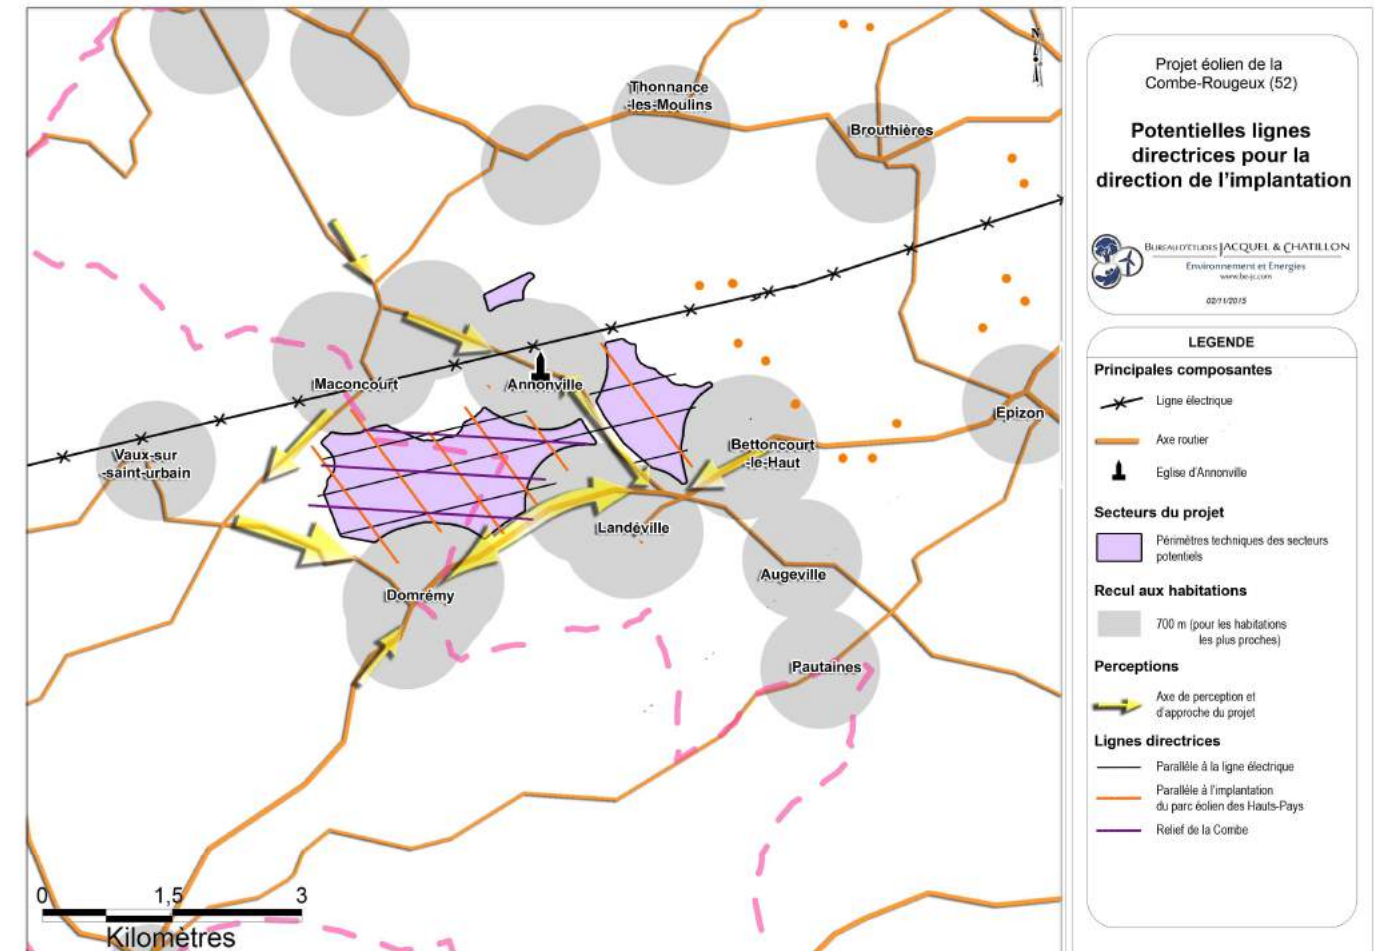 N
Thonnance
-les-Moulins
Brouthières
Maconcourt
Annonville
Epizon
Vaux-sur
-saint-urbain
Bettoncourt
-le-Haut
Landéville
Augeville
Domrémy
Pautaines
0 1,5 3
Kilomètres
Projet éolien de la
Combe-Rougeux (52)
Potentielles lignes
directrices pour la
direction de l'implantation
BUREAU D'ETUDES JACQUEL & CHATILLON
Environnement et Energies
www.be-jc.com
02/11/2015
LEGENDE
Principales composantes
Ligne électrique
Axe routier
Eglise d'Annonville
Secteurs du projet
Périmètres techniques des secteurs
potentiels
Recul aux habitations
700 m (pour les habitations
les plus proches)
Perceptions
Axe de perception et
d'approche du projet
Lignes directrices
Parallèle à la ligne électrique
Parallèle à l'implantation
du parc éolien des Hauts-Pays
Relief de la Combe